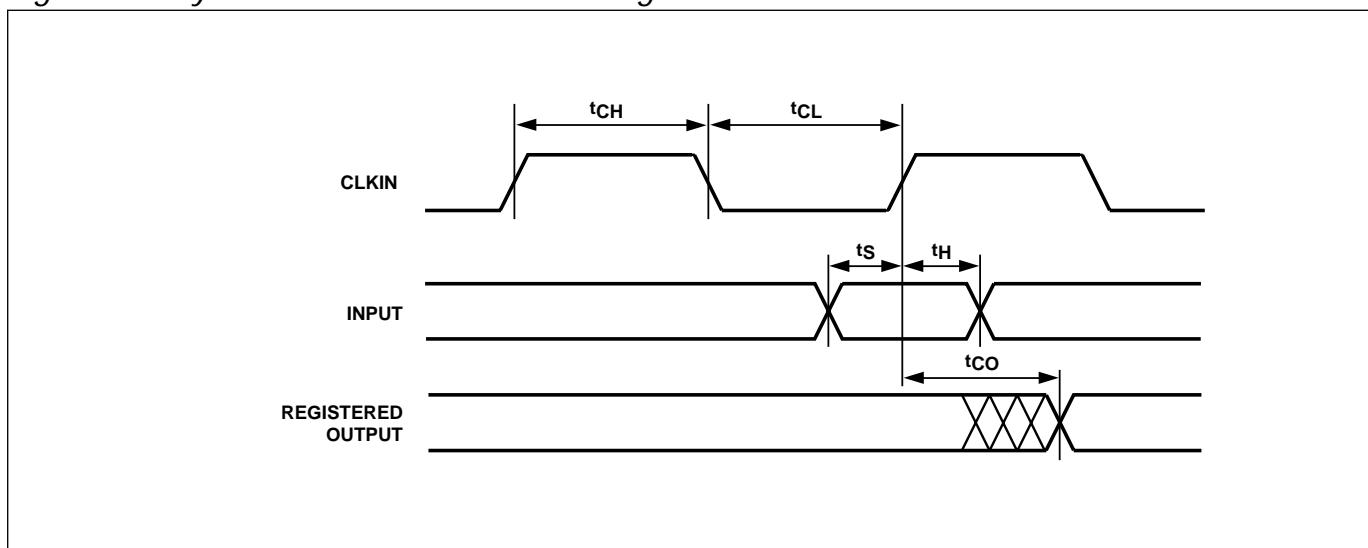 tCH
tCL
CLKIN
tS
tH
INPUT
tCO
REGISTERED
OUTPUT